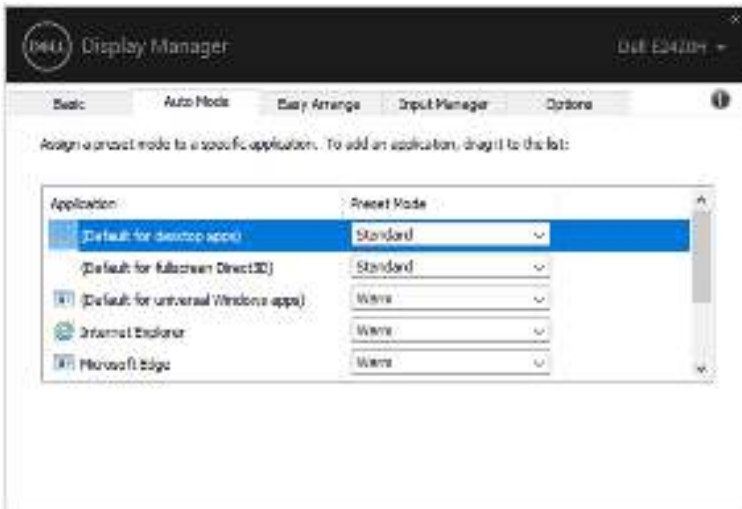 DELL Display Manager Dell E2420H
Basic Auto Mode Easy Arrange Input Manager Options
Assign a preset mode to a specific application. To add an application, drag it to the list:
Application Preset Mode
(Default for desktop apps) Standard
(Default for fullscreen Direct3D) Standard
(Default for universal Windows apps) Warm
Internet Explorer Warm
Microsoft Edge Warm